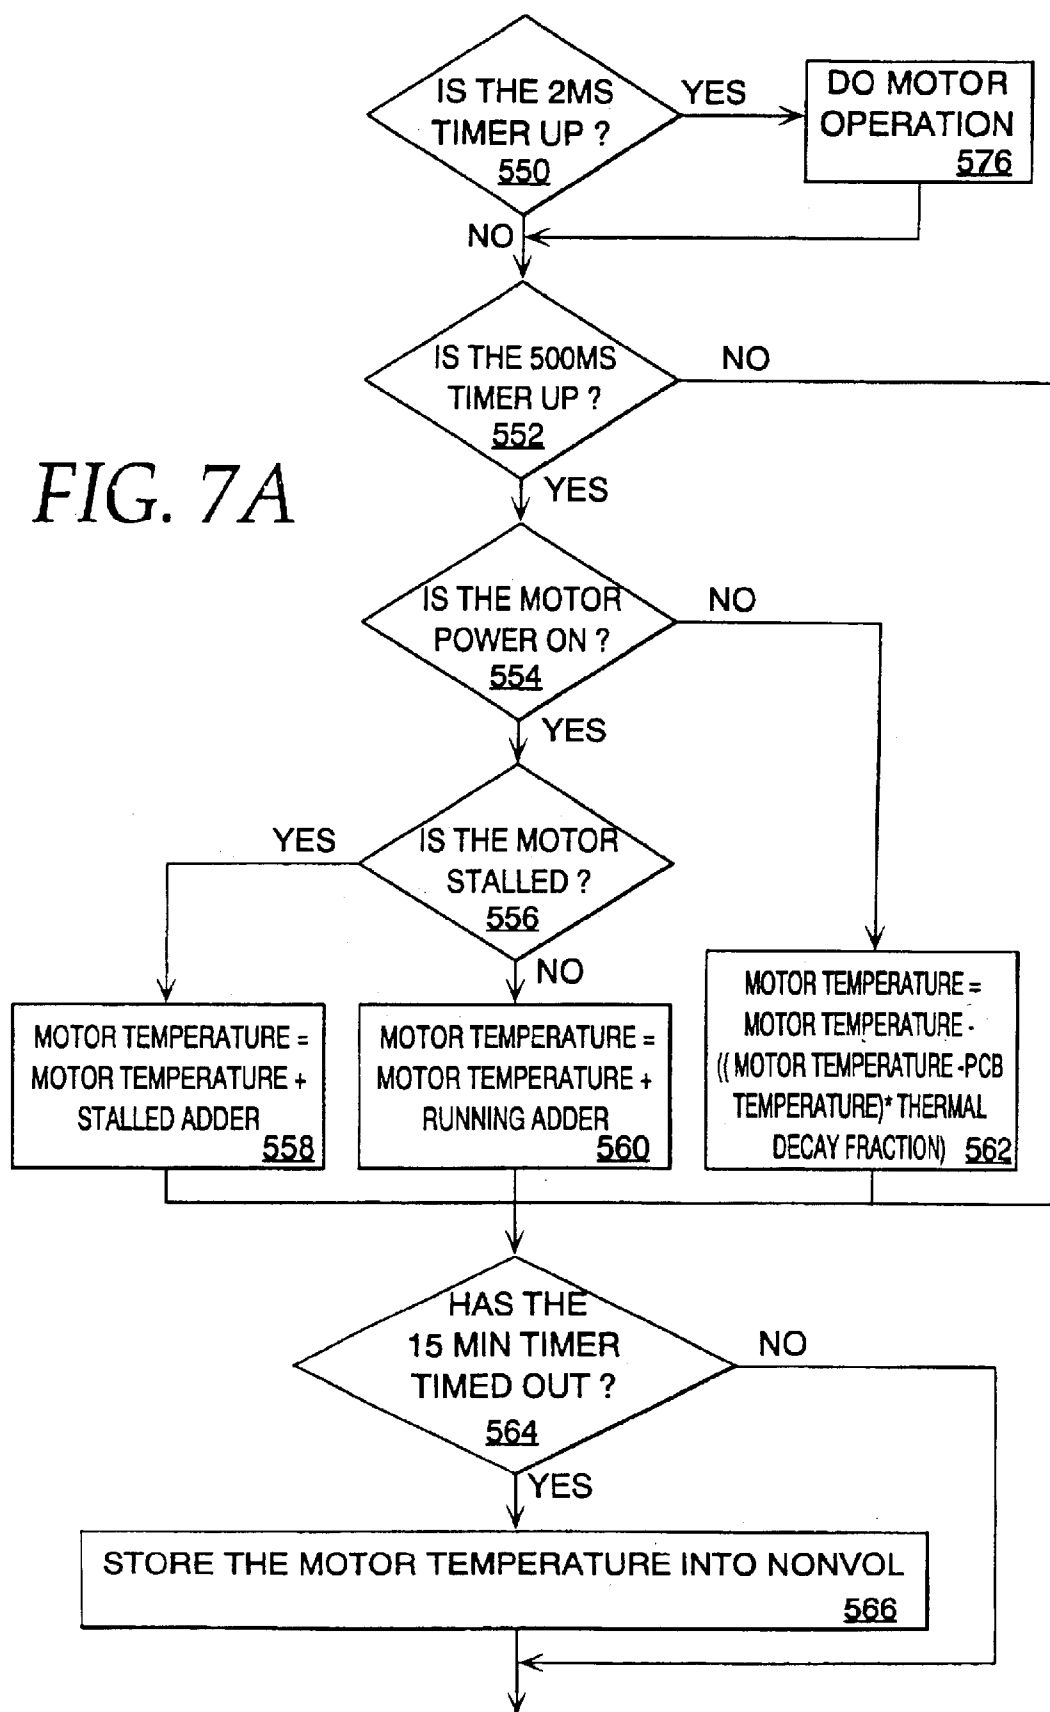 IS THE 2MS
TIMER UP ?
550
YES
DO MOTOR
OPERATION
576
NO
IS THE 500MS
TIMER UP ?
552
NO
YES
FIG. 7A
IS THE MOTOR
POWER ON ?
554
NO
YES
IS THE MOTOR
STALLED ?
556
YES
NO
MOTOR TEMPERATURE =
MOTOR TEMPERATURE +
STALLED ADDER
558
MOTOR TEMPERATURE =
MOTOR TEMPERATURE +
RUNNING ADDER
560
MOTOR TEMPERATURE =
MOTOR TEMPERATURE -
(( MOTOR TEMPERATURE -PCB
TEMPERATURE)* THERMAL
DECAY FRACTION) 562
HAS THE
15 MIN TIMER
TIMED OUT ?
564
NO
YES
STORE THE MOTOR TEMPERATURE INTO NONVOL
566